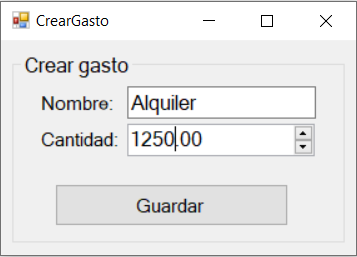 CrearGasto
Crear gasto
Nombre: Alquiler
Cantidad: 1250.00
Guardar